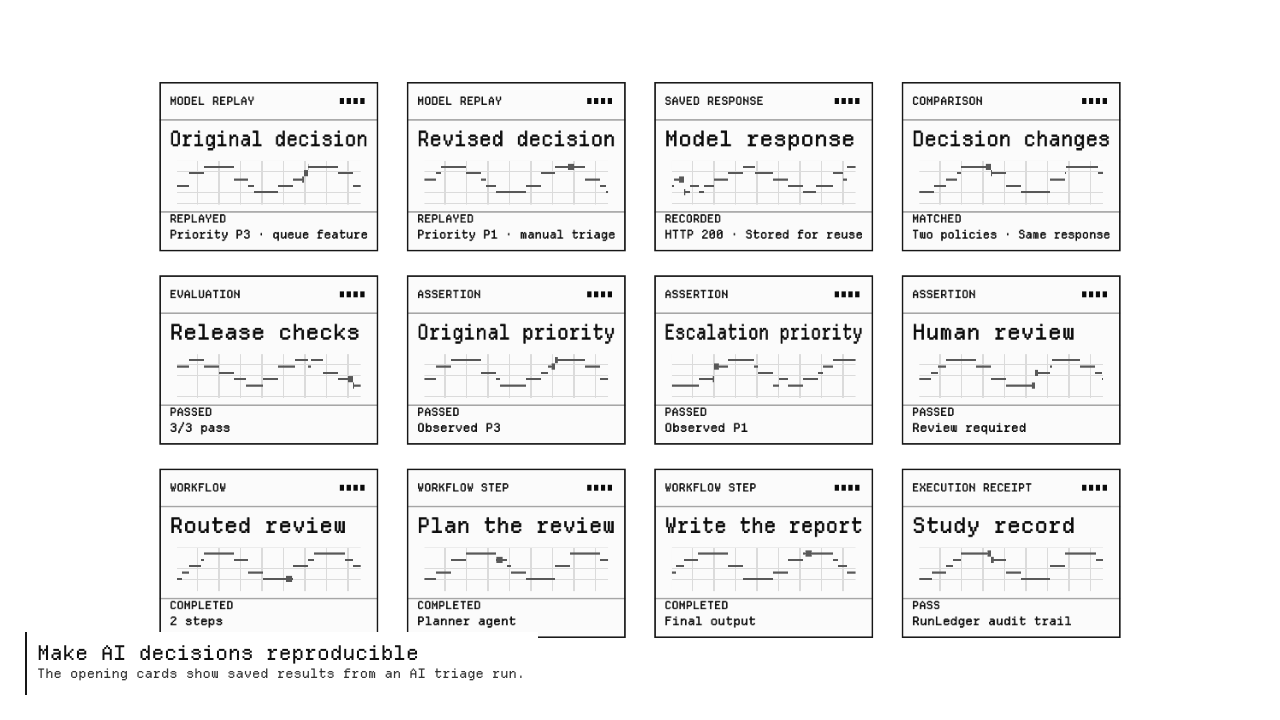 MODEL REPLAY
Original decision
REPLAYED
Priority P3 · queue feature
MODEL REPLAY
Revised decision
REPLAYED
Priority P1 · manual triage
SAVED RESPONSE
Model response
RECORDED
HTTP 200 · Stored for reuse
COMPARISON
Decision changes
MATCHED
Two policies · Same response
EVALUATION
Release checks
PASSED
3/3 pass
ASSERTION
Original priority
PASSED
Observed P3
ASSERTION
Escalation priority
PASSED
Observed P1
ASSERTION
Human review
PASSED
Review required
WORKFLOW
Routed review
COMPLETED
2 steps
WORKFLOW STEP
Plan the review
COMPLETED
Planner agent
WORKFLOW STEP
Write the report
COMPLETED
Final output
EXECUTION RECEIPT
Study record
PASS
RunLedger audit trail
Make AI decisions reproducible
The opening cards show saved results from an AI triage run.